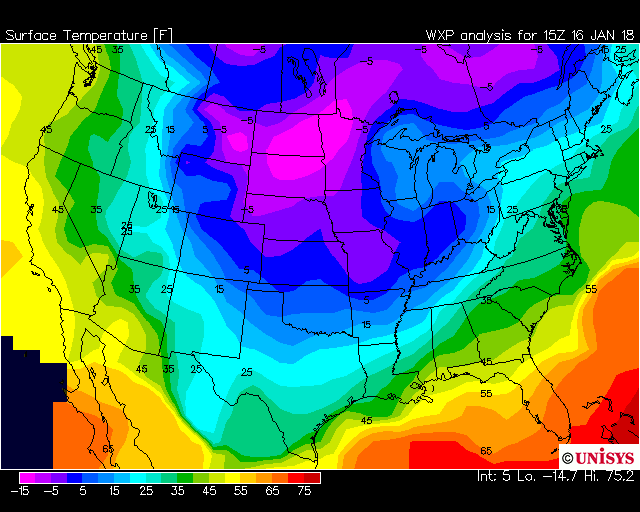 Surface Temperature [F] WXP analysis for 15Z 16 JAN 18
45 35 -5 -5 -5 25
-5 -5
45 25 15 5 -5 -5 5 25
5
45 35 25 15 -5 15 25
25
25
5
35 25 15 5 55
35
15
45 35 25 25 45
55
45
65 65
© UNISYS
Int: 5 Lo. -14.7 Hi. 75.2
-15 -5 5 15 25 35 45 55 65 75